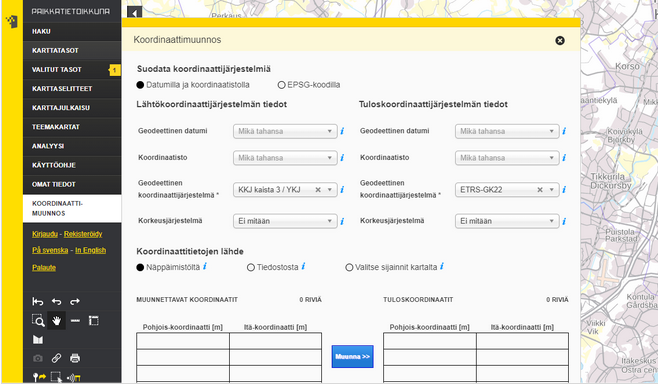 PAIKKATIETOIKKUNA
HAKU
KARTTATASOT
VALITUT TASOT 1
KARTTASELITTEET
KARTTAJULKAISU
TEEMAKARTAT
ANALYYSI
KÄYTTÖOHJE
OMAT TIEDOT
KOORDINAATTI-
MUUNNOS
Kirjaudu - Rekisteröidy
På svenska - In English
Palaute
Koordinaattimuunnos
Suodata koordinaattijärjestelmiä
Datumilla ja koordinaatistolla EPSG-koodilla
Lähtökoordinaattijärjestelmän tiedot
Geodeettinen datumi Mikä tahansa i
Koordinaatisto Mikä tahansa i
Geodeettinen
koordinaattijärjestelmä * KKJ kaista 3 / YKJ i
Korkeusjärjestelmä Ei mitään i
Tuloskoordinaattijärjestelmän tiedot
Geodeettinen datumi Mikä tahansa i
Koordinaatisto Mikä tahansa i
Geodeettinen
koordinaattijärjestelmä * ETRS-GK22 i
Korkeusjärjestelmä Ei mitään i
Koordinaattitietojen lähde
Näppäimistöltä i Tiedostosta i Valitse sijainnit kartalta i
MUUNNETTAVAT KOORDINAATIT 0 RIVIÄ
Pohjois-koordinaatti [m] Itä-koordinaatti [m]
Muunna >>
TULOSKOORDINAATIT 0 RIVIÄ
Pohjois-koordinaatti [m] Itä-koordinaatti [m]
Korso
Koivukylä
Björkby
Tikkurila
Dickursby
Puistola
Parkstad
Kontula
Gårdsba
Viikki
Vik
Itäkeskus
Östra cen